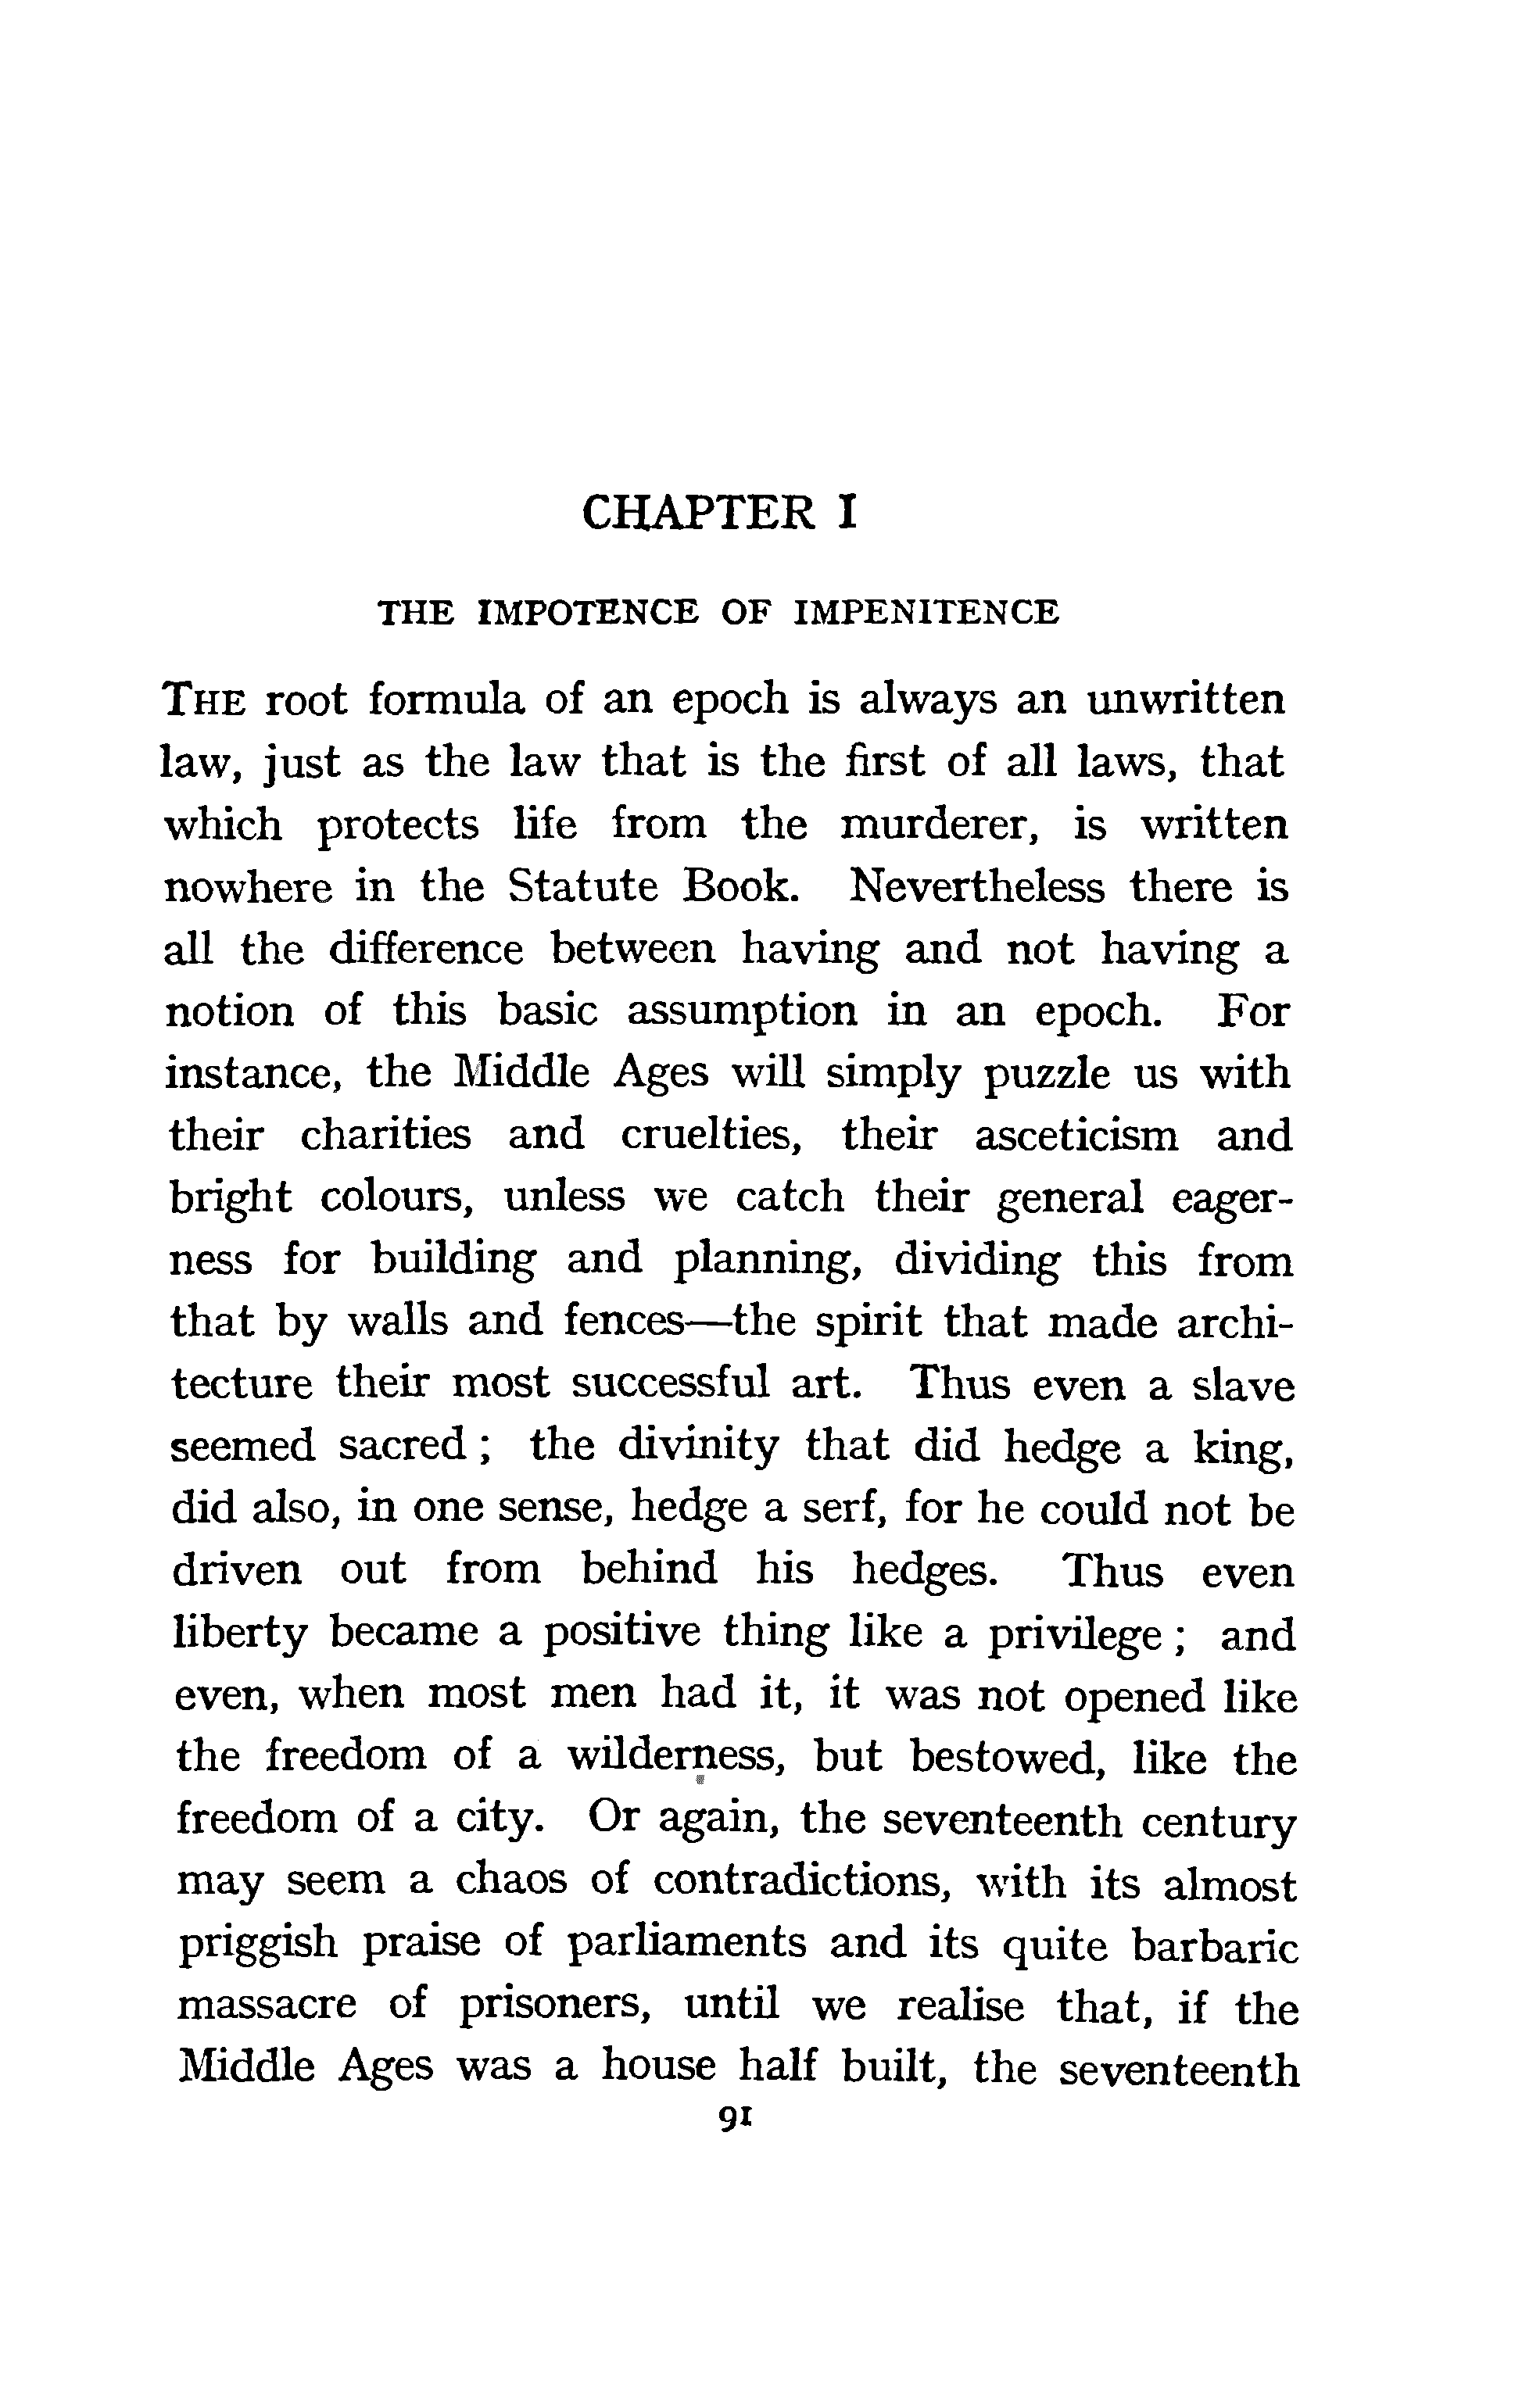 CHAPTER I
THE IMPOTENCE OF IMPENITENCE
THE root formula of an epoch is always an unwritten
law, just as the law that is the first of all laws, that
which protects life from the murderer, is written
nowhere in the Statute Book. Nevertheless there is
all the difference between having and not having a
notion of this basic assumption in an epoch. For
instance, the Middle Ages will simply puzzle us with
their charities and cruelties, their asceticism and
bright colours, unless we catch their general eager-
ness for building and planning, dividing this from
that by walls and fences—the spirit that made archi-
tecture their most successful art. Thus even a slave
seemed sacred ; the divinity that did hedge a king,
did also, in one sense, hedge a serf, for he could not be
driven out from behind his hedges. Thus even
liberty became a positive thing like a privilege ; and
even, when most men had it, it was not opened like
the freedom of a wilderness, but bestowed, like the
freedom of a city. Or again, the seventeenth century
may seem a chaos of contradictions, with its almost
priggish praise of parliaments and its quite barbaric
massacre of prisoners, until we realise that, if the
Middle Ages was a house half built, the seventeenth
91